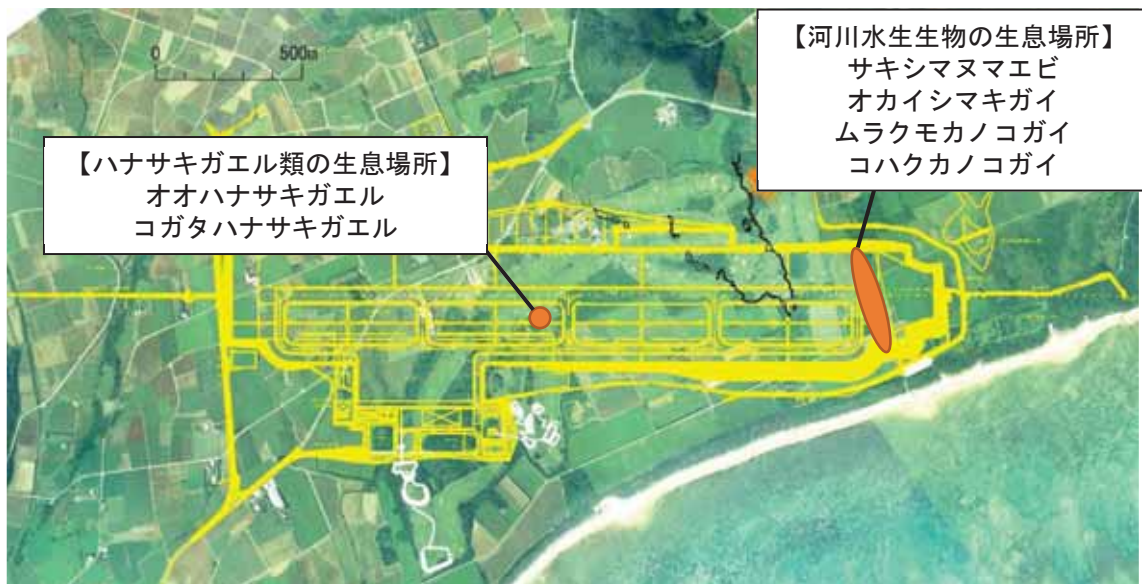 0 500m
【河川水生生物の生息場所】
サキシマヌマエビ
オカイシマキガイ
ムラクモカノコガイ
コハクカノコガイ
【ハナサキガエル類の生息場所】
オオハナサキガエル
コガタハナサキガエル